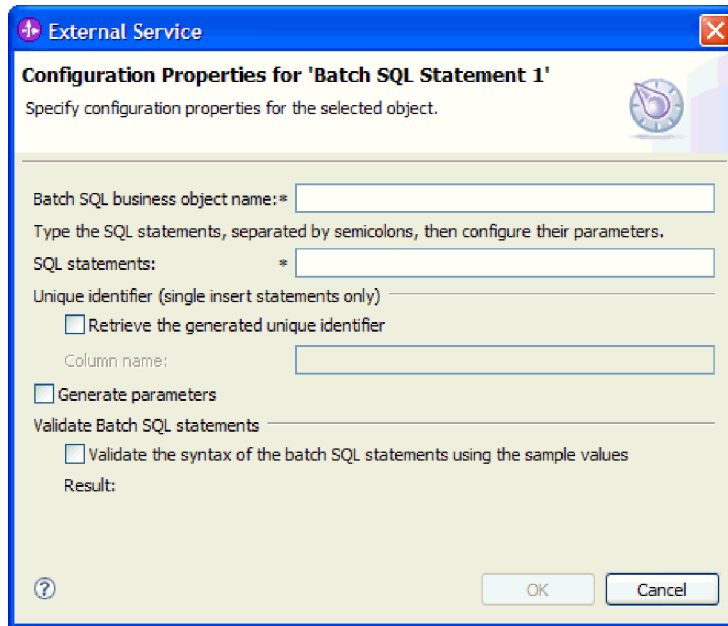 External Service
Configuration Properties for 'Batch SQL Statement 1'
Specify configuration properties for the selected object.
Batch SQL business object name:*
Type the SQL statements, separated by semicolons, then configure their parameters.
SQL statements: *
Unique identifier (single insert statements only)
Retrieve the generated unique identifier
Column name:
Generate parameters
Validate Batch SQL statements
Validate the syntax of the batch SQL statements using the sample values
Result:
? OK Cancel